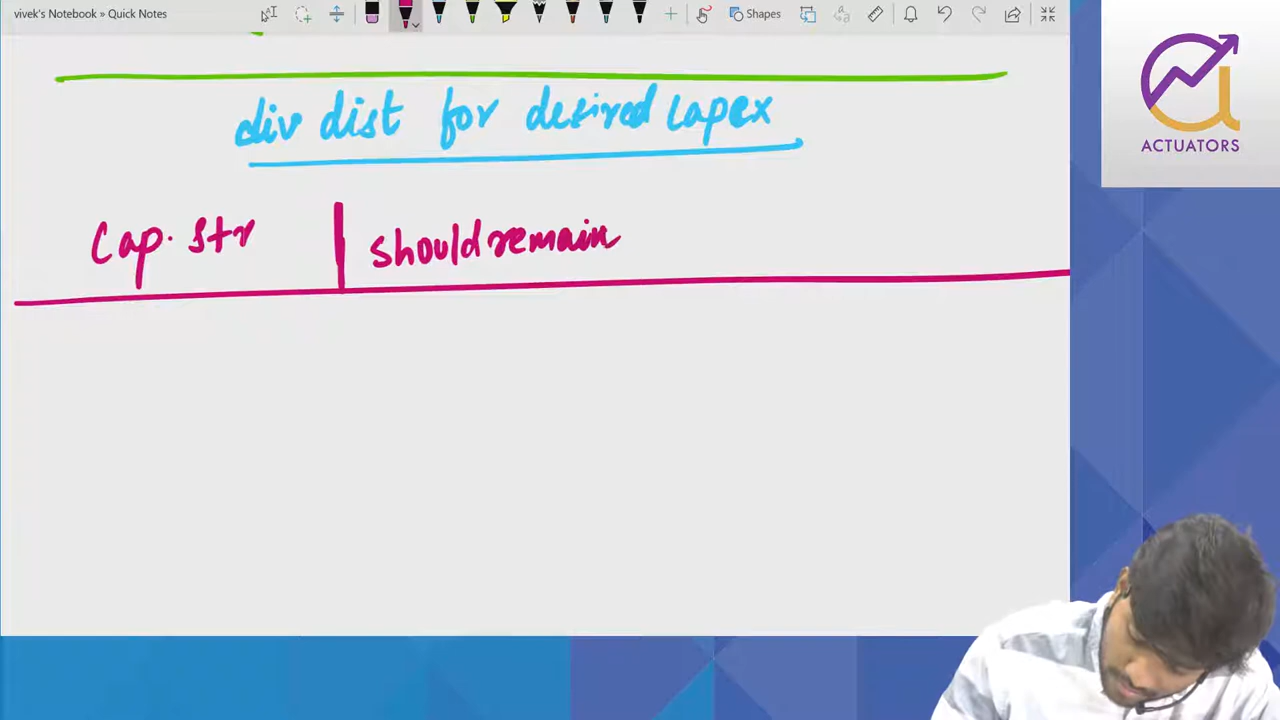 vivek's Notebook » Quick Notes
Shapes
ACTUATORS
div dist for desired capex
Cap. Str | should remain